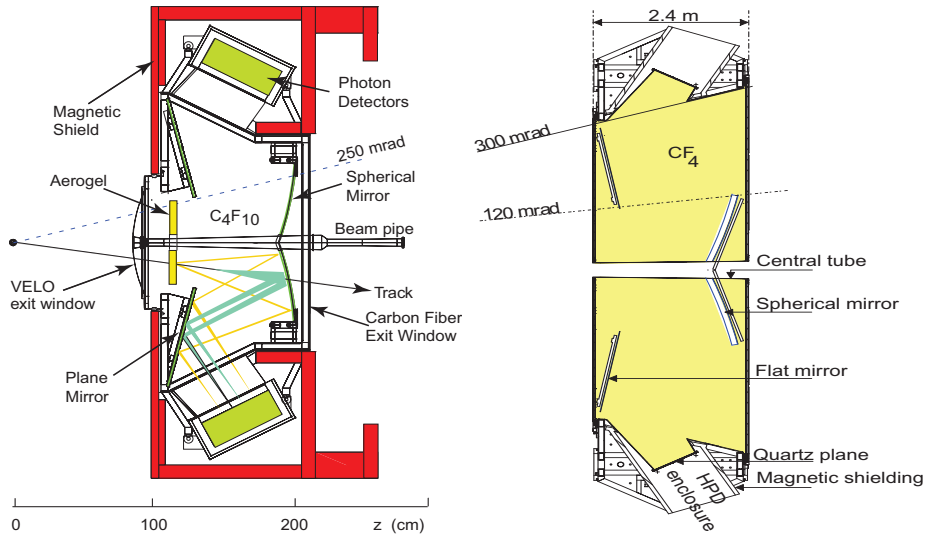 Magnetic
Shield
Photon
Detectors
250 mrad
Aerogel
C4F10
Spherical
Mirror
Beam pipe
VELO
exit window
Track
Carbon Fiber
Exit Window
Plane
Mirror
0
100
200
z (cm)
2.4 m
300 mrad
CF4
120 mrad
Central tube
Spherical mirror
Flat mirror
Quartz plane
Magnetic shielding
HPD
enclosure